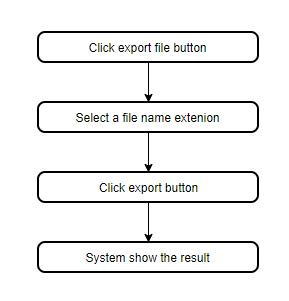 Click export file button
Select a file name extenion
Click export button
System show the result